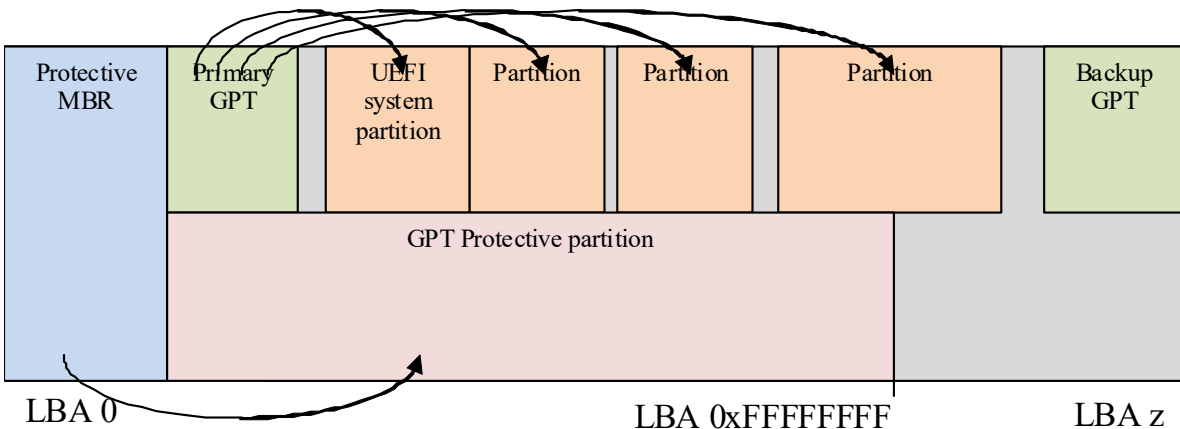 Protective
MBR
Primary
GPT
UEFI
system
partition
Partition
Partition
Partition
Backup
GPT
GPT Protective partition
LBA 0
LBA 0xFFFFFFFF
LBA z